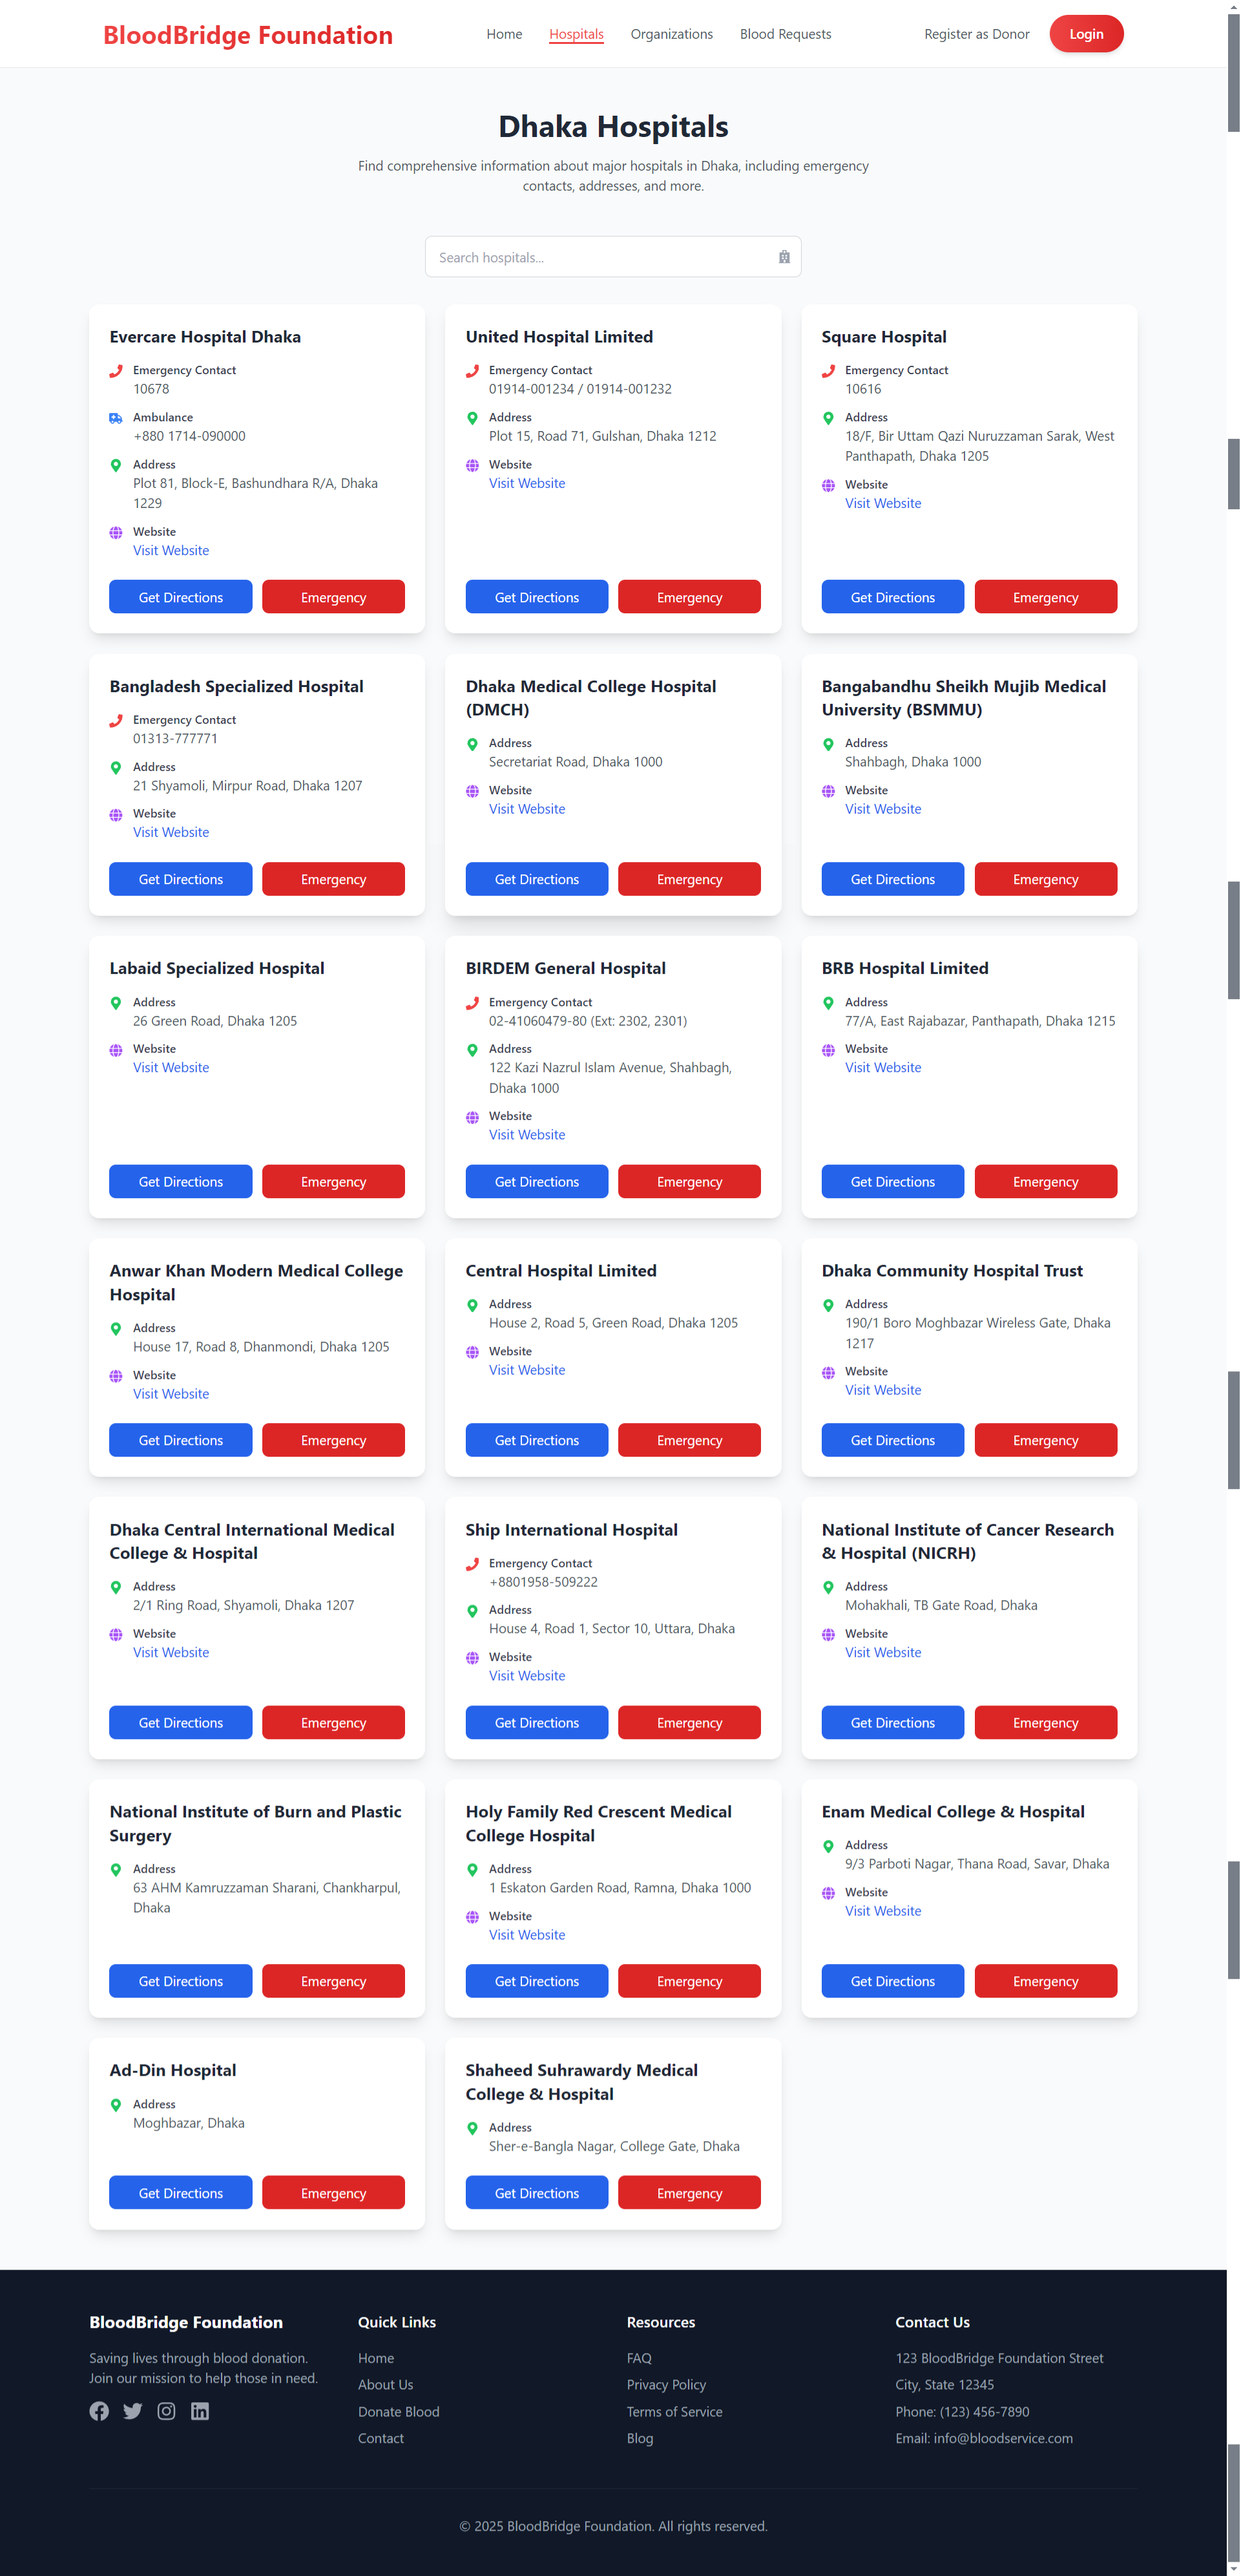 BloodBridge Foundation
Home
Hospitals
Organizations
Blood Requests
Register as Donor
Login
Dhaka Hospitals
Find comprehensive information about major hospitals in Dhaka, including emergency
contacts, addresses, and more.
Search hospitals...
Evercare Hospital Dhaka
Emergency Contact
10678
Ambulance
+880 1714-090000
Address
Plot 81, Block-E, Bashundhara R/A, Dhaka
1229
Website
Visit Website
Get Directions
Emergency
United Hospital Limited
Emergency Contact
01914-001234 / 01914-001232
Address
Plot 15, Road 71, Gulshan, Dhaka 1212
Website
Visit Website
Get Directions
Emergency
Square Hospital
Emergency Contact
10616
Address
18/F, Bir Uttam Qazi Nuruzzaman Sarak, West
Panthapath, Dhaka 1205
Website
Visit Website
Get Directions
Emergency
Bangladesh Specialized Hospital
Emergency Contact
01313-777771
Address
21 Shyamoli, Mirpur Road, Dhaka 1207
Website
Visit Website
Get Directions
Emergency
Dhaka Medical College Hospital
(DMCH)
Address
Secretariat Road, Dhaka 1000
Website
Visit Website
Get Directions
Emergency
Bangabandhu Sheikh Mujib Medical
University (BSMMU)
Address
Shahbagh, Dhaka 1000
Website
Visit Website
Get Directions
Emergency
Labaid Specialized Hospital
Address
26 Green Road, Dhaka 1205
Website
Visit Website
Get Directions
Emergency
BIRDEM General Hospital
Emergency Contact
02-41060479-80 (Ext: 2302, 2301)
Address
122 Kazi Nazrul Islam Avenue, Shahbagh,
Dhaka 1000
Website
Visit Website
Get Directions
Emergency
BRB Hospital Limited
Address
77/A, East Rajabazar, Panthapath, Dhaka 1215
Website
Visit Website
Get Directions
Emergency
Anwar Khan Modern Medical College
Hospital
Address
House 17, Road 8, Dhanmondi, Dhaka 1205
Website
Visit Website
Get Directions
Emergency
Central Hospital Limited
Address
House 2, Road 5, Green Road, Dhaka 1205
Website
Visit Website
Get Directions
Emergency
Dhaka Community Hospital Trust
Address
190/1 Boro Moghbazar Wireless Gate, Dhaka
1217
Website
Visit Website
Get Directions
Emergency
Dhaka Central International Medical
College & Hospital
Address
2/1 Ring Road, Shyamoli, Dhaka 1207
Website
Visit Website
Get Directions
Emergency
Ship International Hospital
Emergency Contact
+8801958-509222
Address
House 4, Road 1, Sector 10, Uttara, Dhaka
Website
Visit Website
Get Directions
Emergency
National Institute of Cancer Research
& Hospital (NICRH)
Address
Mohakhali, TB Gate Road, Dhaka
Website
Visit Website
Get Directions
Emergency
National Institute of Burn and Plastic
Surgery
Address
63 AHM Kamruzzaman Sharani, Chankharpul,
Dhaka
Get Directions
Emergency
Holy Family Red Crescent Medical
College Hospital
Address
1 Eskaton Garden Road, Ramna, Dhaka 1000
Website
Visit Website
Get Directions
Emergency
Enam Medical College & Hospital
Address
9/3 Parboti Nagar, Thana Road, Savar, Dhaka
Website
Visit Website
Get Directions
Emergency
Ad-Din Hospital
Address
Moghbazar, Dhaka
Get Directions
Emergency
Shaheed Suhrawardy Medical
College & Hospital
Address
Sher-e-Bangla Nagar, College Gate, Dhaka
Get Directions
Emergency
BloodBridge Foundation
Saving lives through blood donation.
Join our mission to help those in need.
Quick Links
Home
About Us
Donate Blood
Contact
Resources
FAQ
Privacy Policy
Terms of Service
Blog
Contact Us
123 BloodBridge Foundation Street
City, State 12345
Phone: (123) 456-7890
Email: info@bloodservice.com
© 2025 BloodBridge Foundation. All rights reserved.